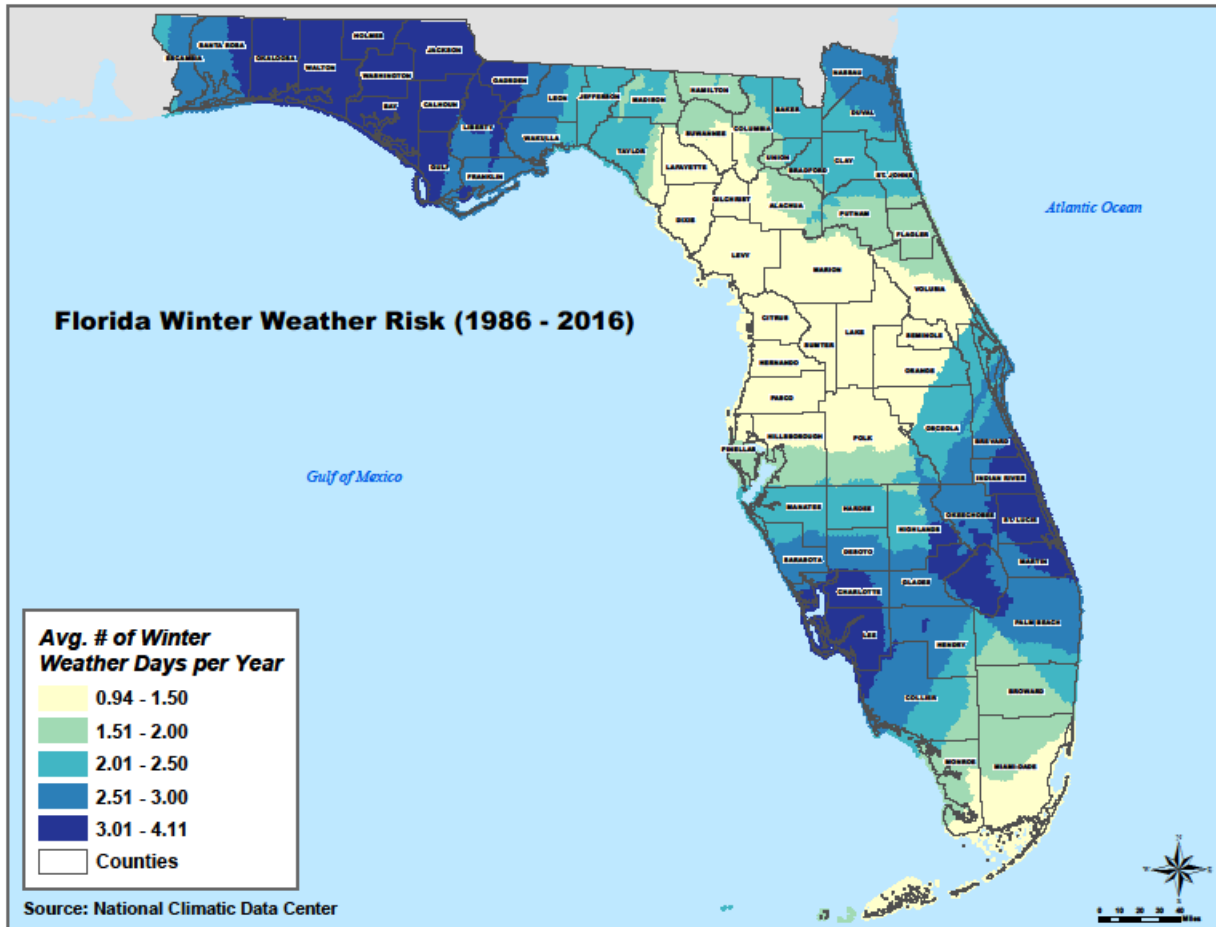 ESCAMBIA
SANTA ROSA
OKALOOSA
WALTON
HOLMES
WASHINGTON
JACKSON
BAY
CALHOUN
GULF
GADSDEN
LIBERTY
FRANKLIN
LEON
WAKULLA
JEFFERSON
MADISON
TAYLOR
HAMILTON
SUWANNEE
LAFAYETTE
COLUMBIA
BAKER
NASSAU
DUVAL
UNION
BRADFORD
CLAY
ST. JOHNS
GILCHRIST
DIXIE
ALACHUA
PUTNAM
FLAGLER
Atlantic Ocean
LEVY
MARION
VOLUSIA
Florida Winter Weather Risk (1986 - 2016)
CITRUS
SUMTER
LAKE
SEMINOLE
HERNANDO
ORANGE
PASCO
HILLSBOROUGH
POLK
OSCEOLA
BREVARD
PINELLAS
Gulf of Mexico
INDIAN RIVER
MANATEE
HARDEE
HIGHLANDS
OKEECHOBEE
ST. LUCIE
SARASOTA
DESOTO
MARTIN
CHARLOTTE
GLADES
LEE
HENDRY
PALM BEACH
COLLIER
BROWARD
MONROE
MIAMI-DADE
Avg. # of Winter
Weather Days per Year
0.94 - 1.50
1.51 - 2.00
2.01 - 2.50
2.51 - 3.00
3.01 - 4.11
Counties
Source: National Climatic Data Center
N
W
E
S
0 10 20 30 40
Miles